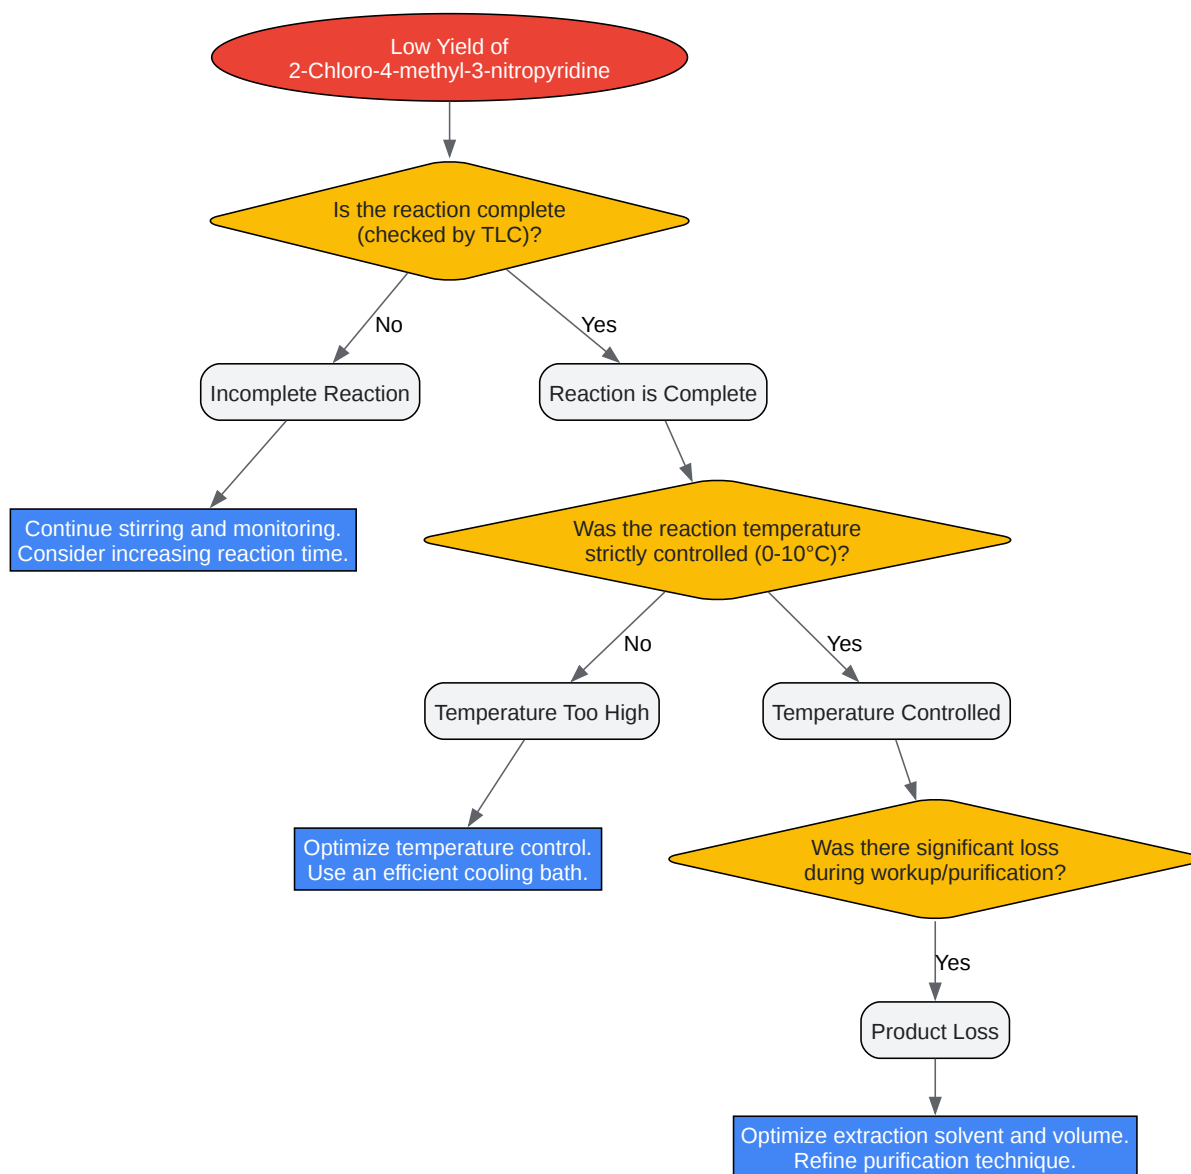 Low Yield of
2-Chloro-4-methyl-3-nitropyridine
Is the reaction complete
(checked by TLC)?
No
Yes
Incomplete Reaction
Reaction is Complete
Continue stirring and monitoring.
Consider increasing reaction time.
Was the reaction temperature
strictly controlled (0-10°C)?
No
Yes
Temperature Too High
Temperature Controlled
Optimize temperature control.
Use an efficient cooling bath.
Was there significant loss
during workup/purification?
Yes
Product Loss
Optimize extraction solvent and volume.
Refine purification technique.